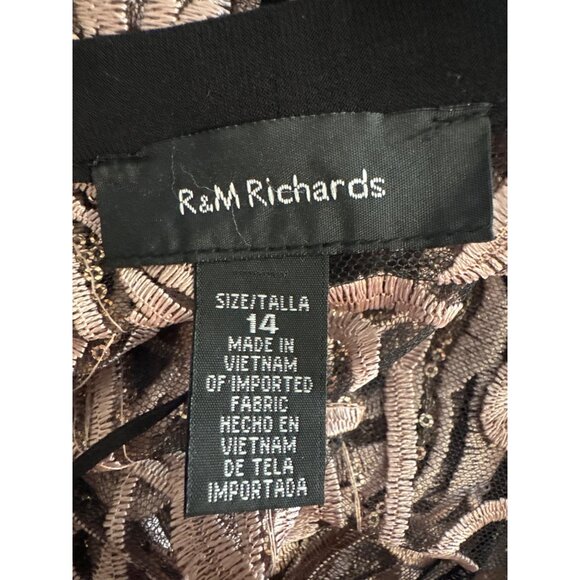 R&M Richards
SIZE/TALLA
14
MADE IN
VIETNAM
OF IMPORTED
FABRIC
HECHO EN
VIETNAM
DE TELA
IMPORTADA